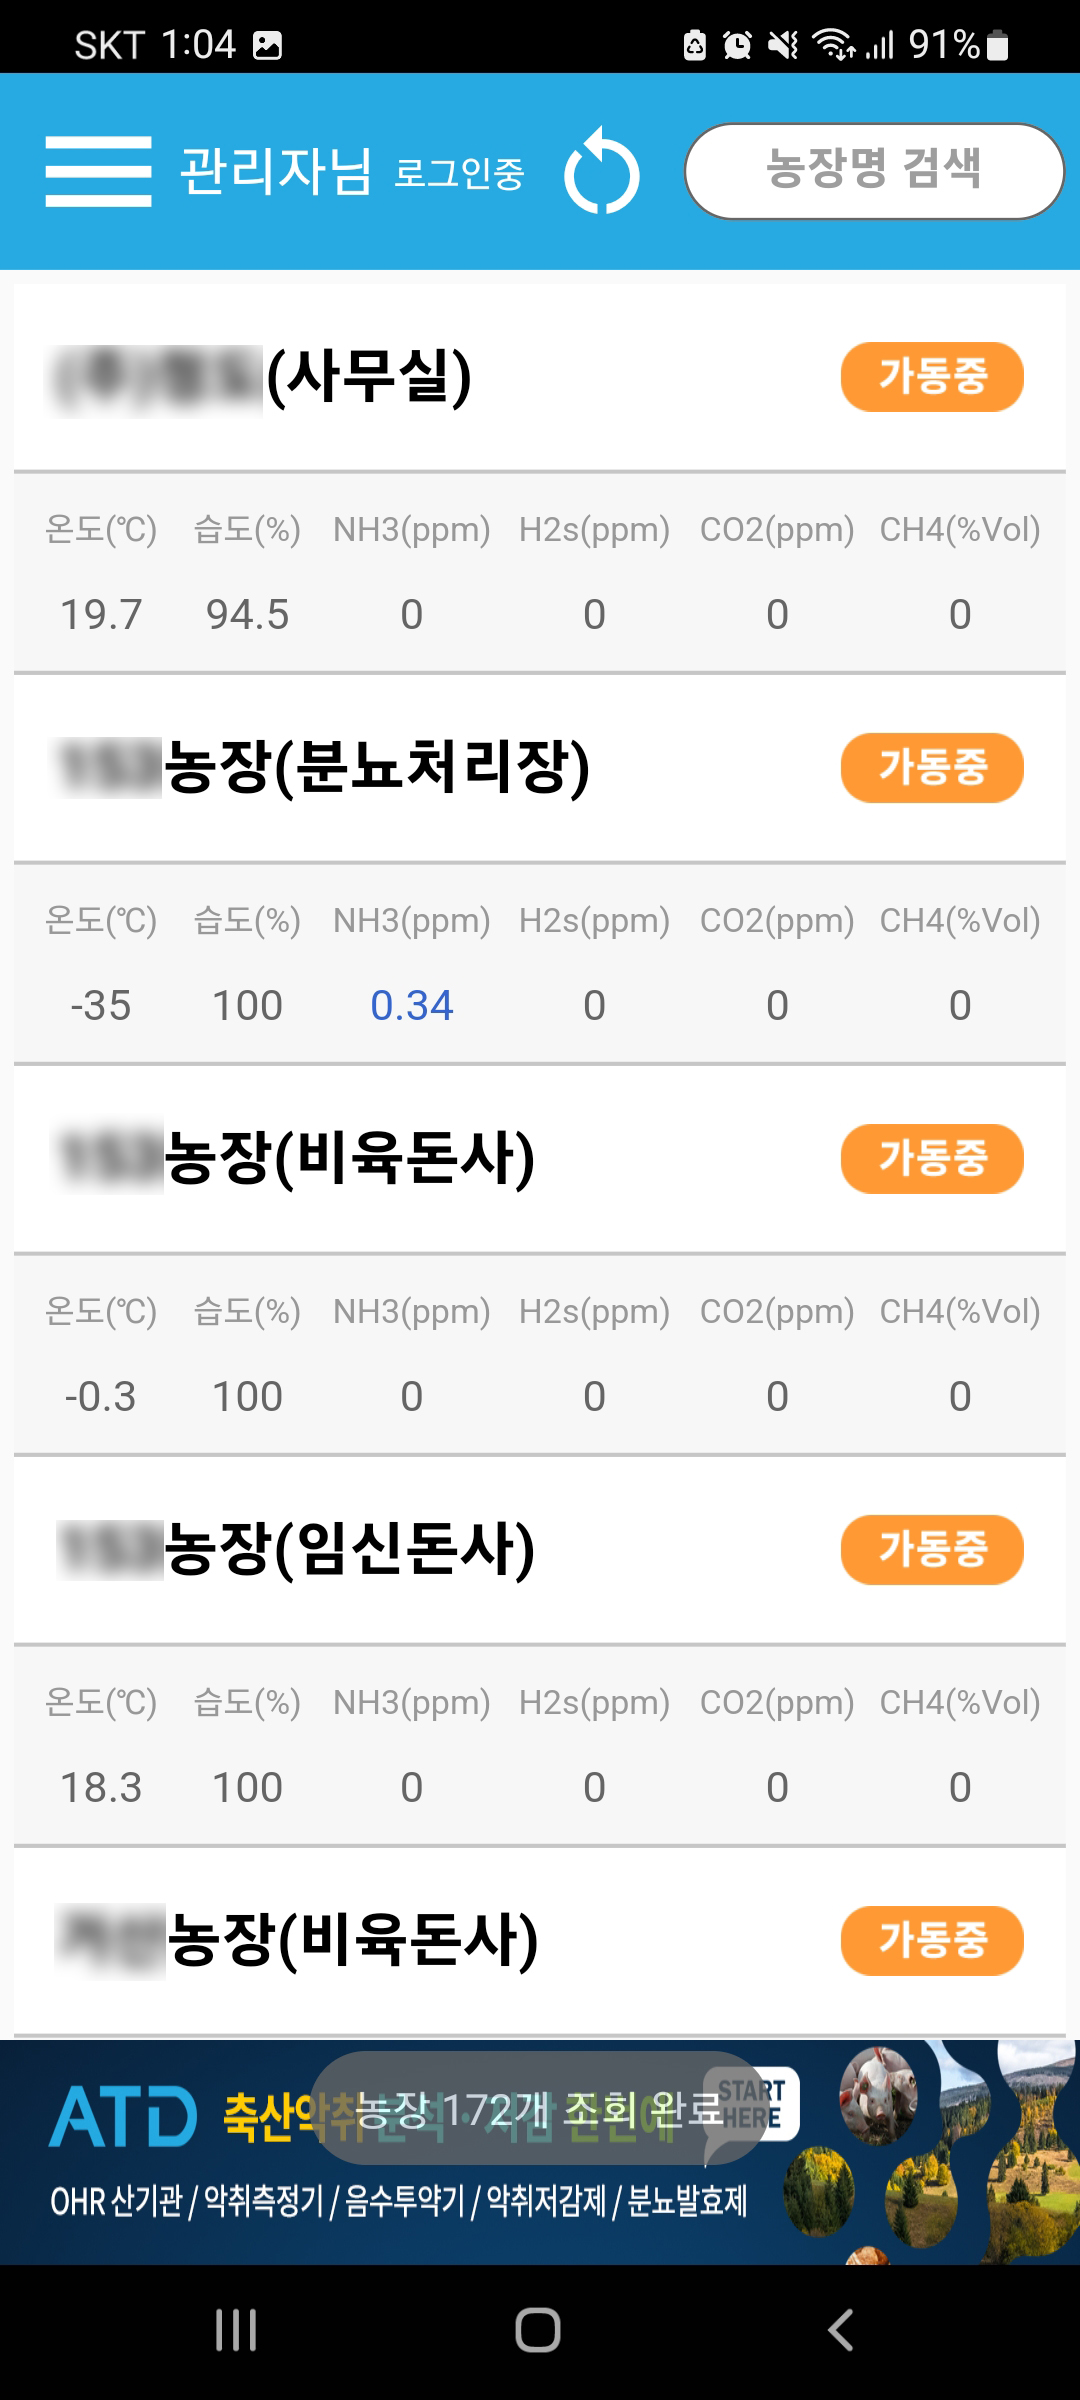 SKT 1:04 91%
관리자님 로그인중 농장명 검색
(사무실) 가동중
온도(℃) 습도(%) NH3(ppm) H2s(ppm) CO2(ppm) CH4(%Vol)
19.7 94.5 0 0 0 0
농장(분뇨처리장) 가동중
온도(℃) 습도(%) NH3(ppm) H2s(ppm) CO2(ppm) CH4(%Vol)
-35 100 0.34 0 0 0
농장(비육돈사) 가동중
온도(℃) 습도(%) NH3(ppm) H2s(ppm) CO2(ppm) CH4(%Vol)
-0.3 100 0 0 0 0
농장(임신돈사) 가동중
온도(℃) 습도(%) NH3(ppm) H2s(ppm) CO2(ppm) CH4(%Vol)
18.3 100 0 0 0 0
농장(비육돈사) 가동중
농장 172개 조회 완료
ATD 축산악취 분석·저감 한번에 START
HERE
OHR 산기관 / 악취측정기 / 음수투약기 / 악취저감제 / 분뇨발효제